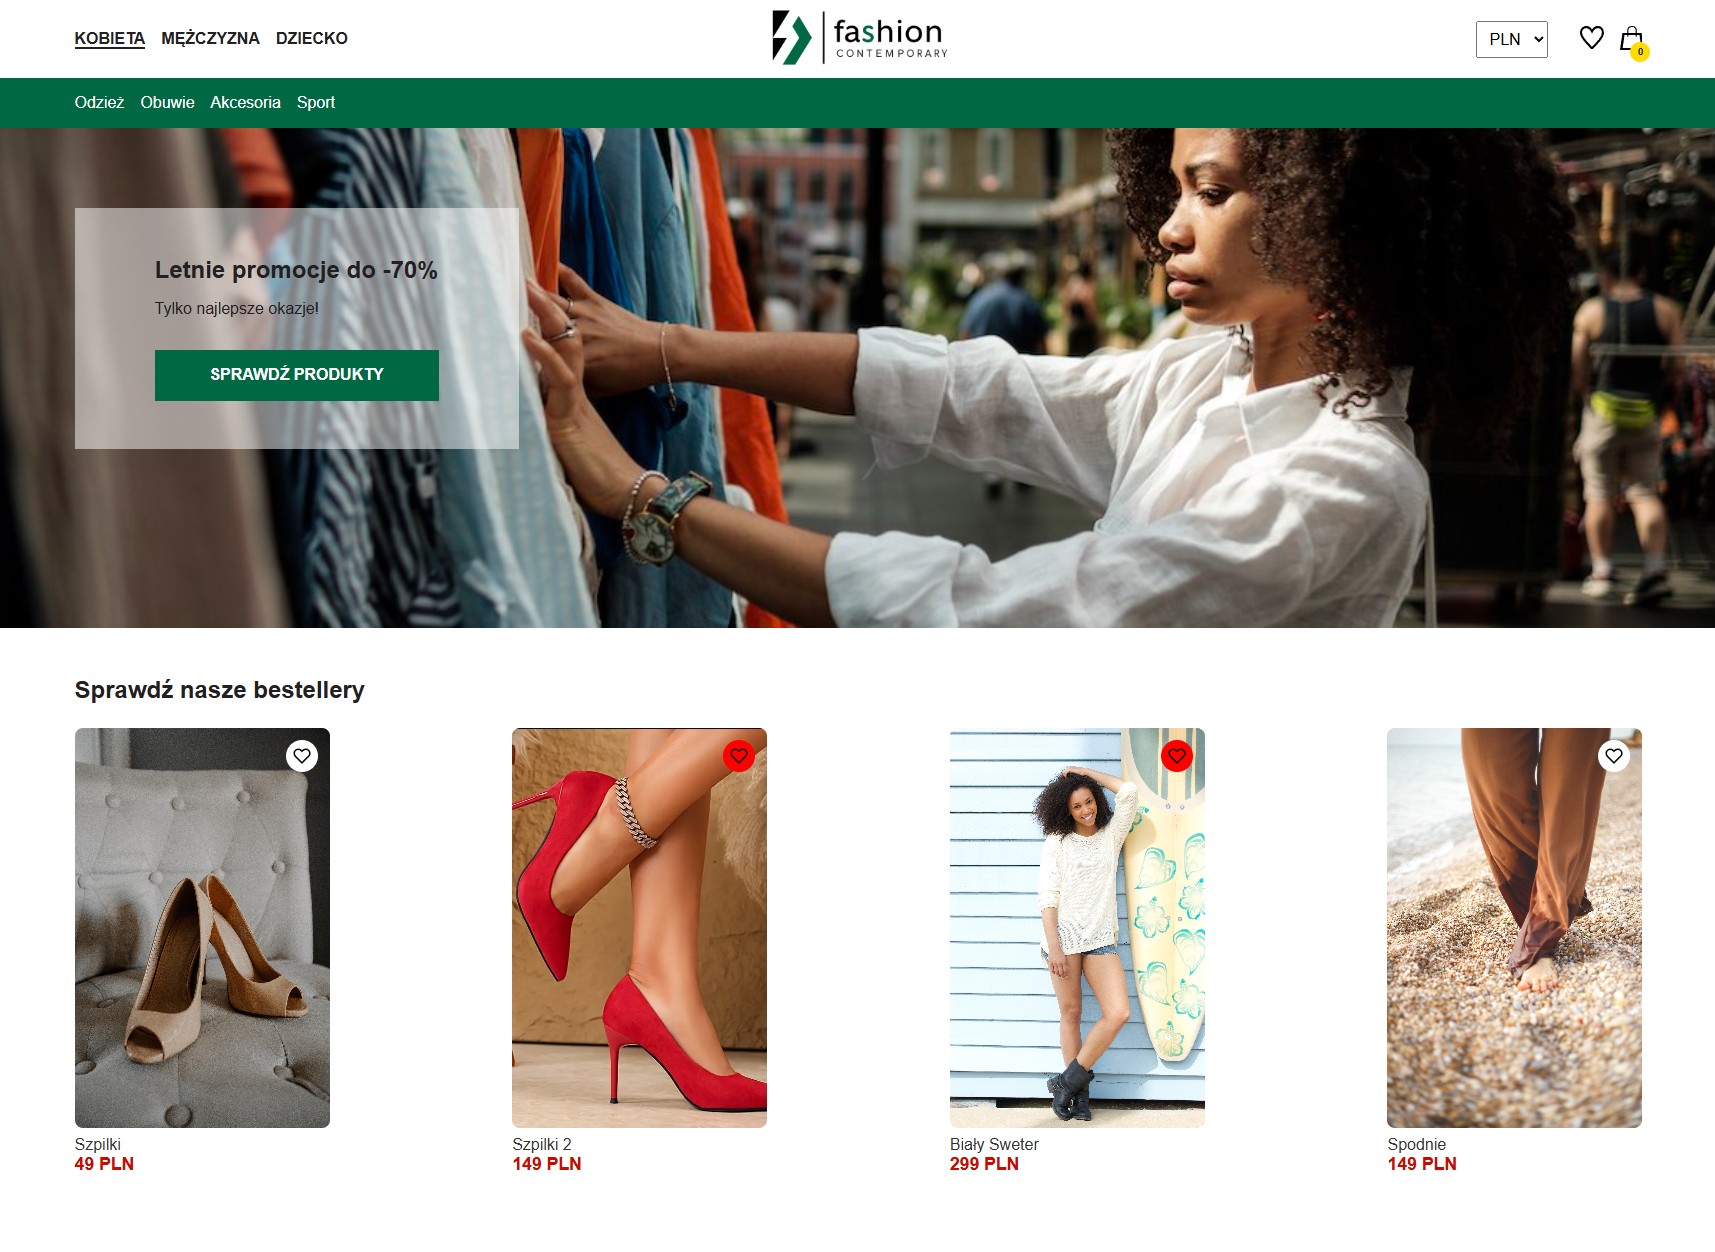 KOBIETA MĘŻCZYZNA DZIECKO
fashion
CONTEMPORARY
PLN
0
Odzież Obuwie Akcesoria Sport
Letnie promocje do -70%
Tylko najlepsze okazje!
SPRAWDŹ PRODUKTY
Sprawdź nasze bestellery
Szpilki
49 PLN
Szpilki 2
149 PLN
Biały Sweter
299 PLN
Spodnie
149 PLN